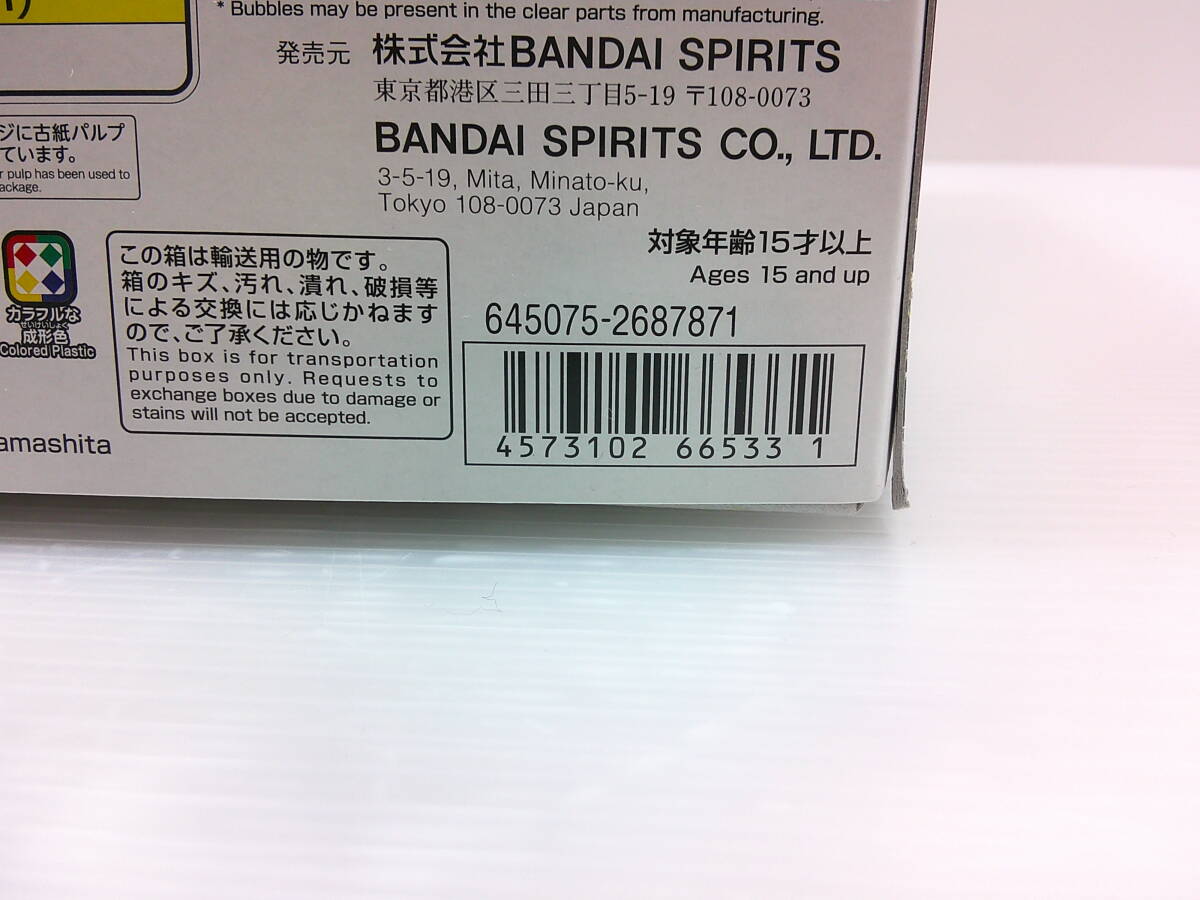 * Bubbles may be present in the clear parts from manufacturing.
発売元 株式会社BANDAI SPIRITS
東京都港区三田三丁目5-19 〒108-0073
BANDAI SPIRITS CO., LTD.
3-5-19, Mita, Minato-ku,
Tokyo 108-0073 Japan
ジに古紙パルプ
ています。
pulp has been used to
対象年齢15才以上
Ages 15 and up
カラフルな
せいけいしょく
成形色
Colored Plastic
この箱は輸送用の物です。
箱のキズ、汚れ、潰れ、破損等
による交換には応じかねます
ので、ご了承ください。
This box is for transportation
purposes only. Requests to
exchange boxes due to damage or
stains will not be accepted.
645075-2687871
4573102 66533 1
amashita